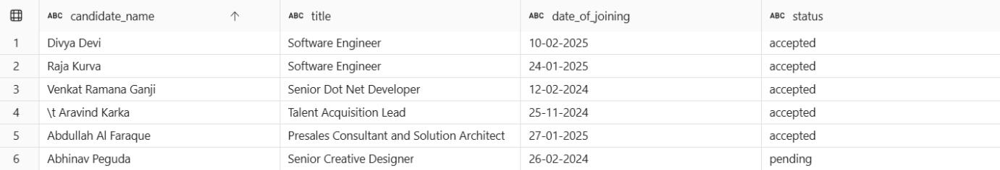 ABC candidate_name ↑ ABC title ABC date_of_joining ABC status
1 Divya Devi Software Engineer 10-02-2025 accepted
2 Raja Kurva Software Engineer 24-01-2025 accepted
3 Venkat Ramana Ganji Senior Dot Net Developer 12-02-2024 accepted
4 \t Aravind Karka Talent Acquisition Lead 25-11-2024 accepted
5 Abdullah Al Faraque Presales Consultant and Solution Architect 27-01-2025 accepted
6 Abhinav Peguda Senior Creative Designer 26-02-2024 pending